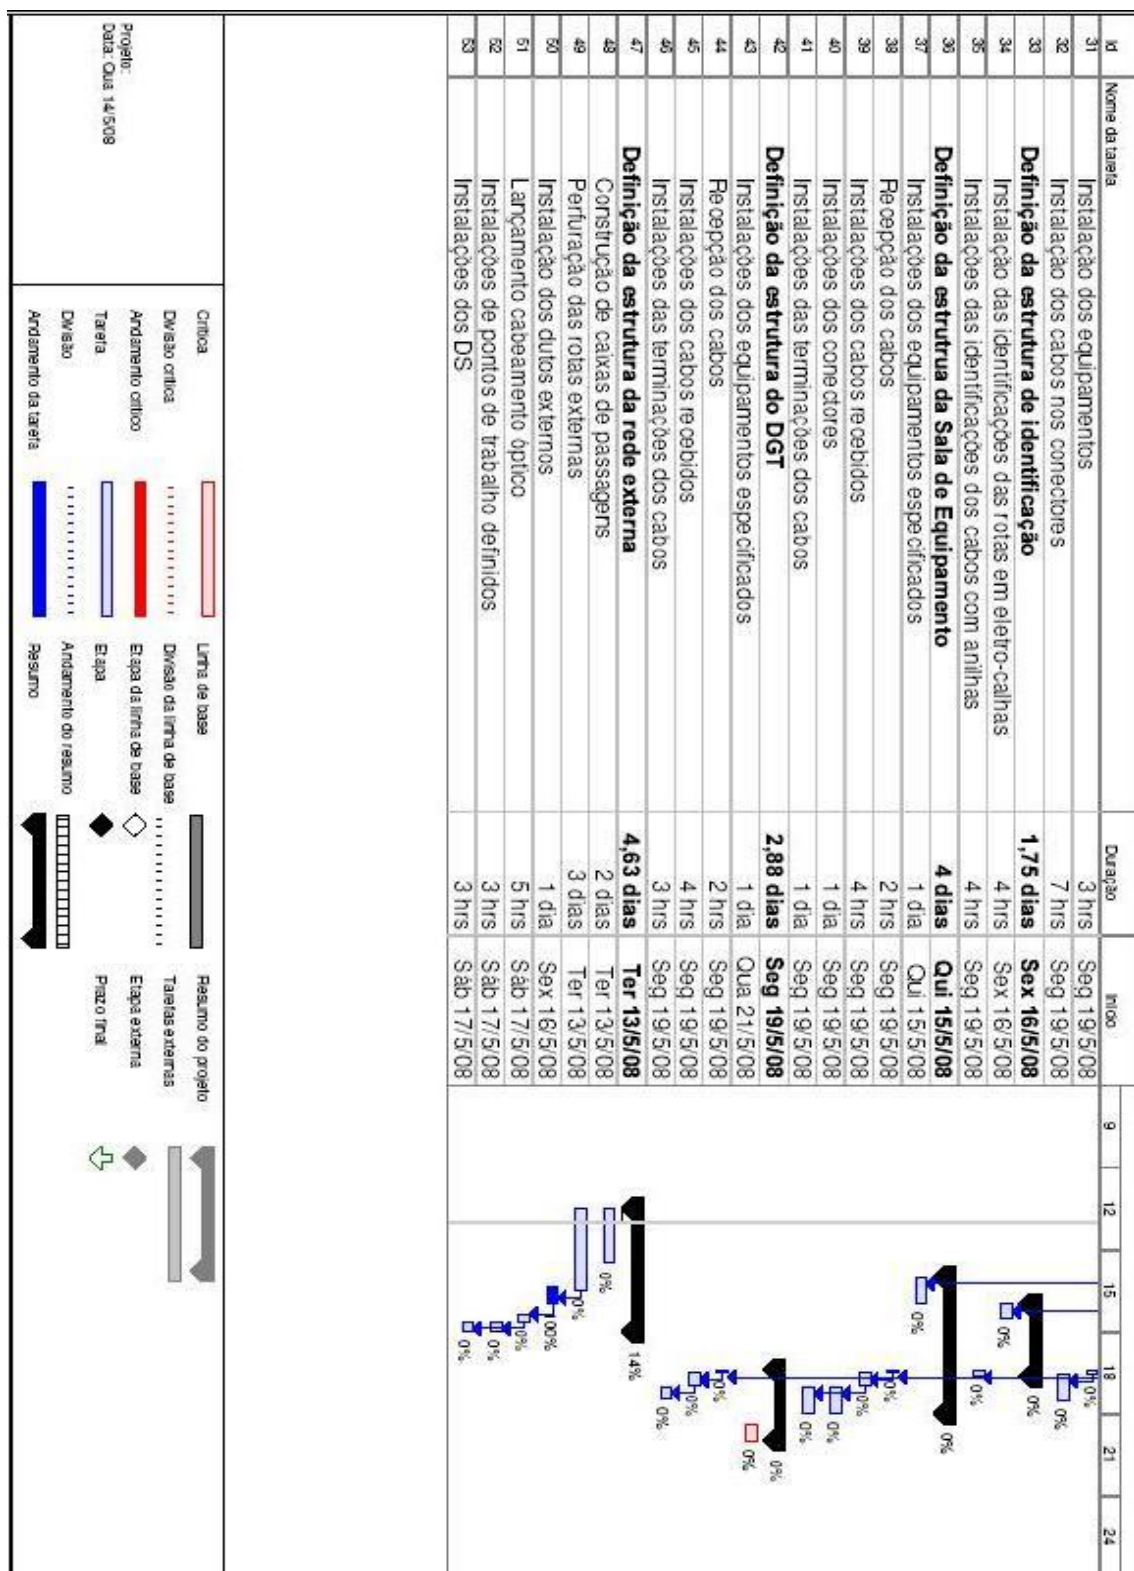 Id Nome da tarefa Duração Início 9 12 15 18 21 24
31 Instalação dos equipamentos 3 hrs Seg 19/5/08 0%
32 Instalação dos cabos nos conectores 7 hrs Seg 19/5/08 0%
33 Definição da estrutura de identificação 1,75 dias Sex 16/5/08 0%
34 Instalação das identificações das rotas em eletro-calhas 4 hrs Sex 16/5/08 0%
35 Instalações das identificações dos cabos com anilhas 4 hrs Seg 19/5/08 0%
36 Definição da estrutrua da Sala de Equipamento 4 dias Qui 15/5/08 0%
37 Instalações dos equipamentos especificados 1 dia Qui 15/5/08 0%
38 Recepção dos cabos 2 hrs Seg 19/5/08 0%
39 Instalações dos cabos recebidos 4 hrs Seg 19/5/08 0%
40 Instalação dos conectores 1 dia Seg 19/5/08 0%
41 Instalações das terminações dos cabos 1 dia Seg 19/5/08 0%
42 Definição da estrutura do DGT 2,88 dias Seg 19/5/08 0%
43 Instalação dos equipamentos especificados 1 dia Qua 21/5/08 0%
44 Recepção dos cabos 2 hrs Seg 19/5/08 0%
45 Instalações dos cabos recebidos 4 hrs Seg 19/5/08 0%
46 Instalações das terminações dos cabos 3 hrs Seg 19/5/08 0%
47 Definição da estrutura da rede externa 4,63 dias Ter 13/5/08 14%
48 Construção de caixas de passagens 2 dias Ter 13/5/08 0%
49 Perfuração das rotas externas 3 dias Ter 13/5/08 0%
50 Instalação dos dutos externos 1 dia Sex 16/5/08 100%
51 Lançamento cabeamento óptico 5 hrs Sáb 17/5/08 0%
52 Instalações de pontos de trabalho definidos 3 hrs Sáb 17/5/08 0%
53 Instalações dos DS 3 hrs Sáb 17/5/08 0%
Projeto:
Data: Qua 14/5/08
Crítica Linha de base Resumo do projeto
Divisão crítica Divisão da linha de base Tarefas externas
Andamento crítico Etapa da linha de base Etapa externa
Tarefa Etapa Prazo final
Divisão Andamento do resumo
Andamento da tarefa Resumo